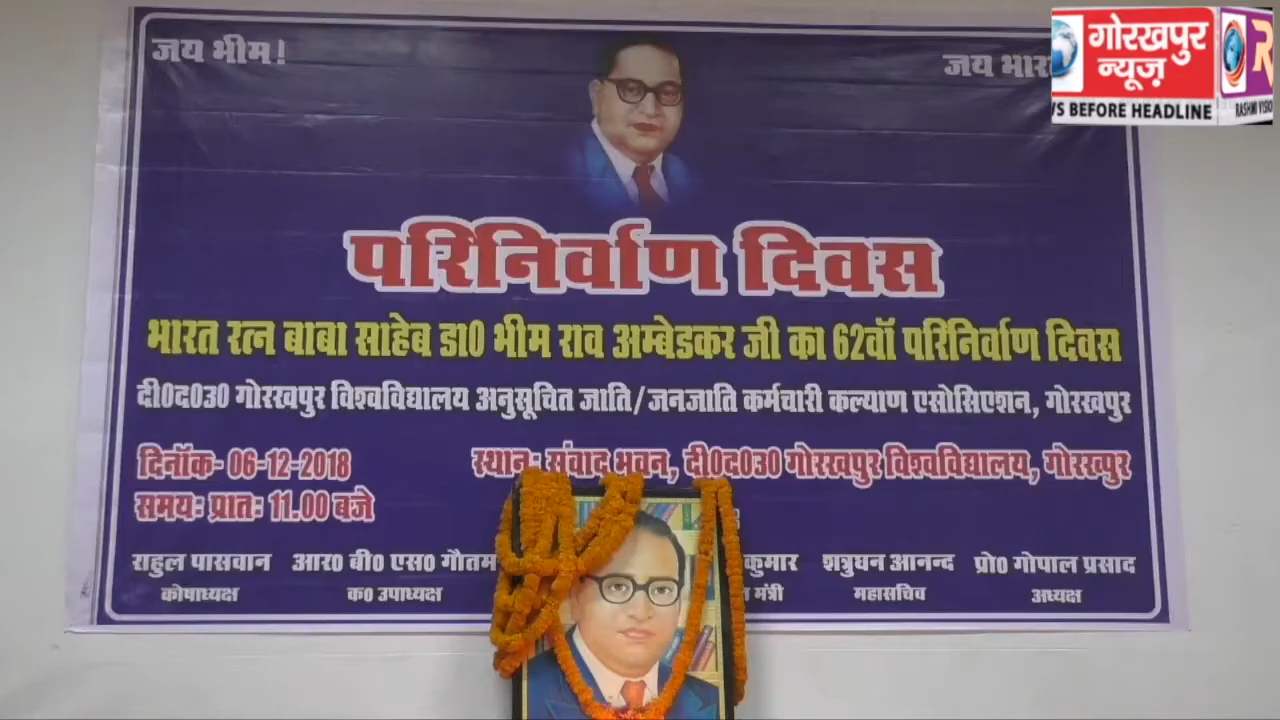 जय भीम!
गोरखपुर
न्यूज़
BEFORE HEADLINE
परिनिर्वाण दिवस
भारत रत्न बाबा साहेब डा0 भीम राव अम्बेडकर जी का 62वॉ परिनिर्वाण दिवस
दी0द0उ0 गोरखपुर विश्वविद्यालय अनुसूचित जाति/जनजाति कर्मचारी कल्याण एसोसिएशन, गोरखपुर
दिनॉक- 06-12-2018 स्थानः संवाद भवन, दी0द0उ0 गोरखपुर विश्वविद्यालय, गोरखपुर
समयः प्रातः 11.00 बजे
राहुल पासवान आर0 बी0 एस0 गौतम कुमार शत्रुघन आनन्द प्रो0 गोपाल प्रसाद
कोषाध्यक्ष क0 उपाध्यक्ष मंत्री महासचिव अध्यक्ष